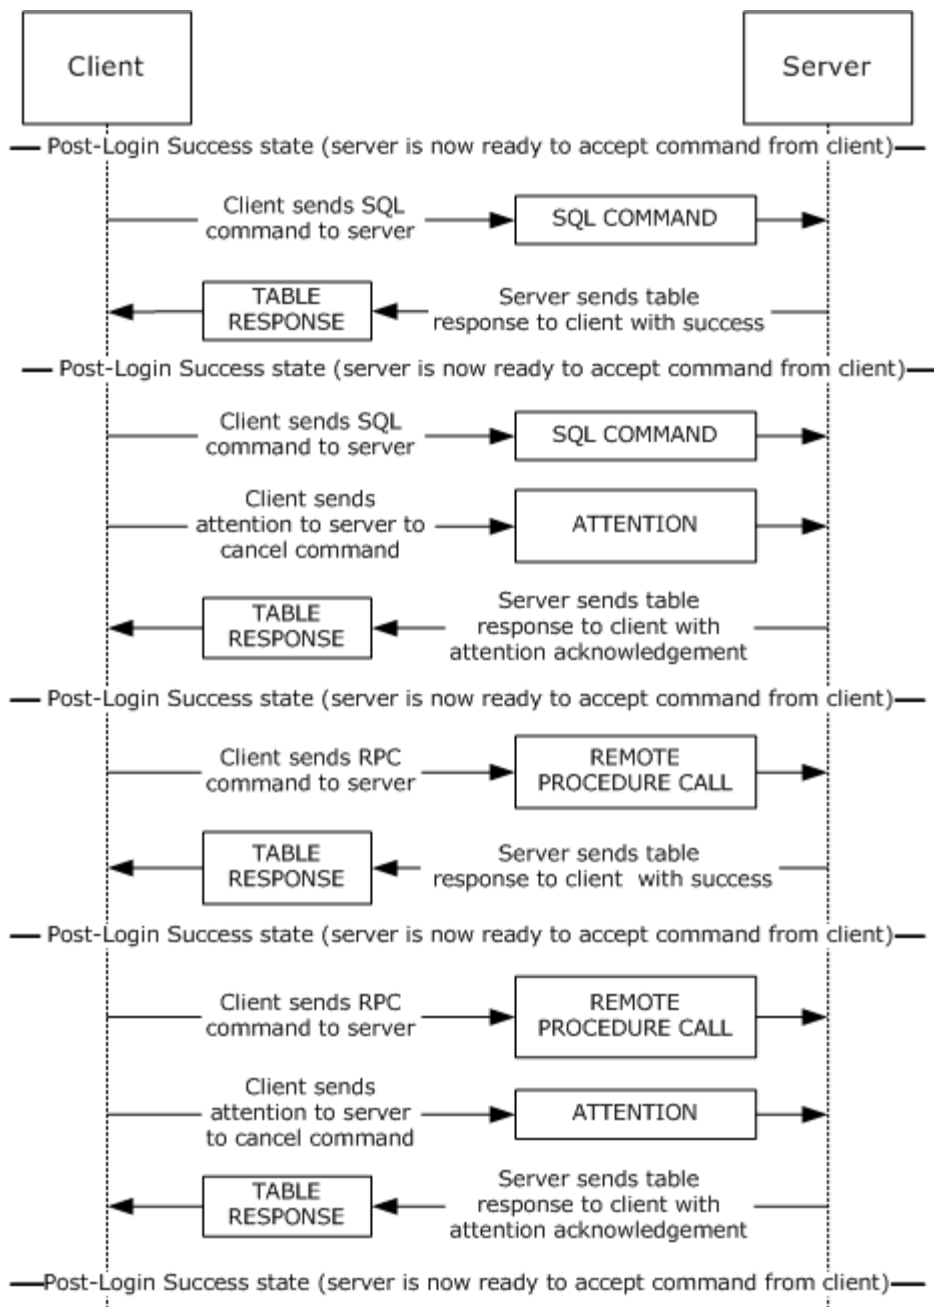 Client
Server
Post-Login Success state (server is now ready to accept command from client)
Client sends SQL
command to server
SQL COMMAND
TABLE
RESPONSE
Server sends table
response to client with success
Post-Login Success state (server is now ready to accept command from client)
Client sends SQL
command to server
SQL COMMAND
Client sends
attention to server to
cancel command
ATTENTION
TABLE
RESPONSE
Server sends table
response to client with
attention acknowledgement
Post-Login Success state (server is now ready to accept command from client)
Client sends RPC
command to server
REMOTE
PROCEDURE CALL
TABLE
RESPONSE
Server sends table
response to client with success
Post-Login Success state (server is now ready to accept command from client)
Client sends RPC
command to server
REMOTE
PROCEDURE CALL
Client sends
attention to server
to cancel command
ATTENTION
TABLE
RESPONSE
Server sends table
response to client with
attention acknowledgement
Post-Login Success state (server is now ready to accept command from client)